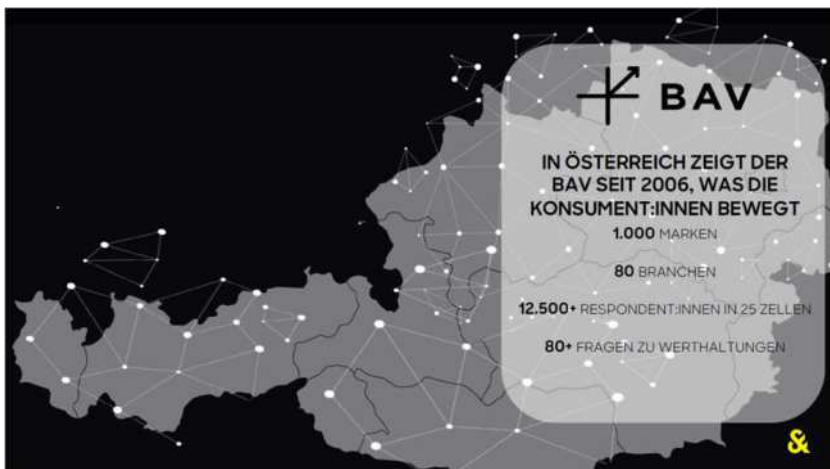 BAV
IN ÖSTERREICH ZEIGT DER
BAV SEIT 2006, WAS DIE
KONSUMENT:INNEN BEWEGT
1.000 MARKEN
80 BRANCHEN
12.500+ RESPONDENT:INNEN IN 25 ZELLEN
80+ FRAGEN ZU WERTHALTUNGEN
&